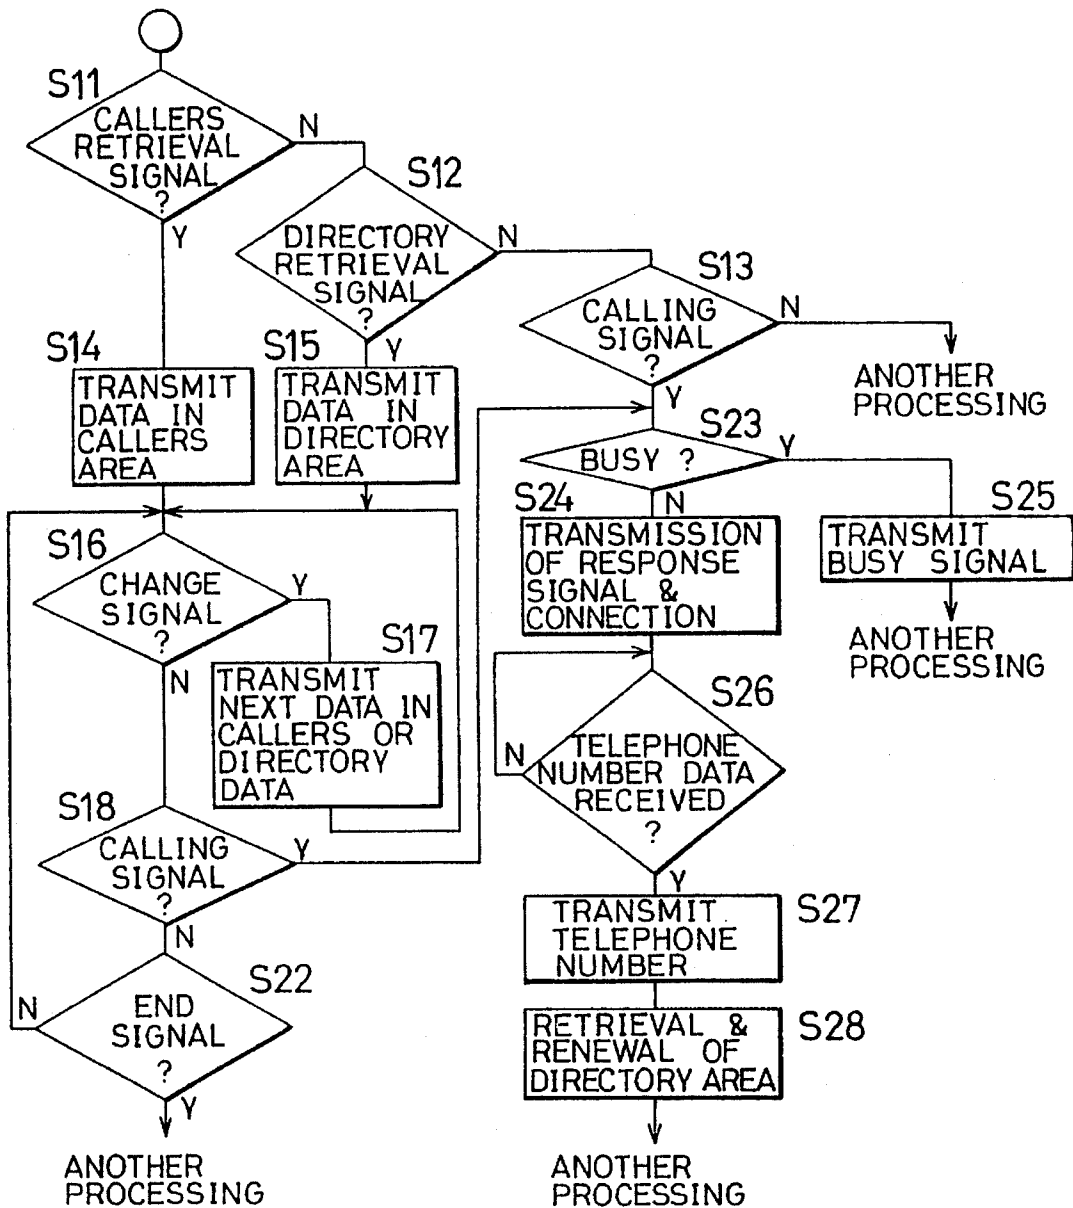 S11
CALLERS
RETRIEVAL
SIGNAL
?
N
Y
S12
DIRECTORY
RETRIEVAL
SIGNAL
?
N
Y
S13
CALLING
SIGNAL
?
N
Y
ANOTHER
PROCESSING
S14
TRANSMIT
DATA IN
CALLERS
AREA
S15
TRANSMIT
DATA IN
DIRECTORY
AREA
S23
BUSY ?
Y
N
S24
TRANSMISSION
OF RESPONSE
SIGNAL &
CONNECTION
S25
TRANSMIT
BUSY SIGNAL
ANOTHER
PROCESSING
S16
CHANGE
SIGNAL
?
Y
N
S17
TRANSMIT
NEXT DATA IN
CALLERS OR
DIRECTORY
DATA
S26
TELEPHONE
NUMBER DATA
RECEIVED
?
N
Y
S18
CALLING
SIGNAL
?
Y
N
S27
TRANSMIT
TELEPHONE
NUMBER
S22
END
SIGNAL
?
N
Y
S28
RETRIEVAL &
RENEWAL OF
DIRECTORY AREA
ANOTHER
PROCESSING
ANOTHER
PROCESSING